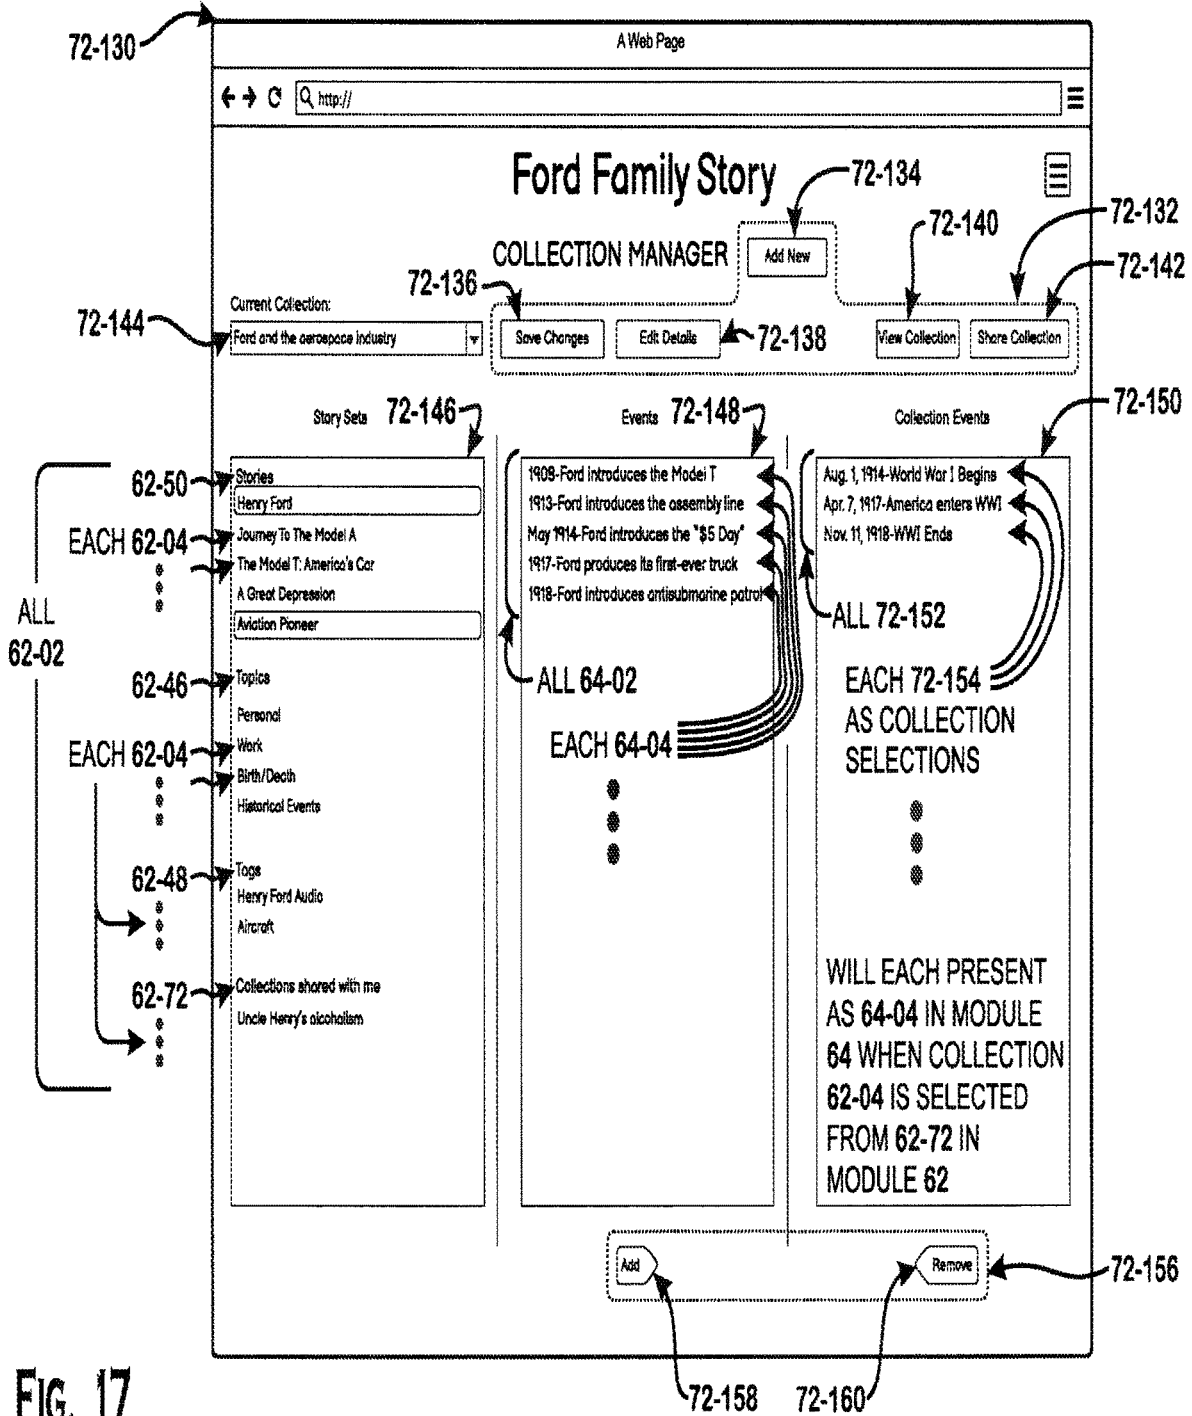 72-130
A Web Page
http://
Ford Family Story
72-134
72-140
72-132
COLLECTION MANAGER
Add New
72-136
72-142
Current Collection:
72-144
Ford and the aerospace industry
Save Changes
Edit Details
72-138
View Collection
Share Collection
Story Sets
72-146
Events
72-148
Collection Events
72-150
62-50
Stories
Henry Ford
EACH 62-04
Journey To The Model A
The Model T: America's Car
A Great Depression
Aviation Pioneer
ALL
62-02
62-46
Topics
Personal
EACH 62-04
Work
Birth/Death
Historical Events
62-48
Tags
Henry Ford Audio
Aircraft
62-72
Collections shared with me
Uncle Henry's alcoholism
1908-Ford introduces the Model T
1913-Ford introduces the assembly line
May 1914-Ford introduces the "$5 Day"
1917-Ford produces its first-ever truck
1918-Ford introduces antisubmarine patrol
ALL 64-02
EACH 64-04
Aug. 1, 1914-World War I Begins
Apr. 7, 1917-America enters WWI
Nov. 11, 1918-WWI Ends
ALL 72-152
EACH 72-154
AS COLLECTION
SELECTIONS
WILL EACH PRESENT
AS 64-04 IN MODULE
64 WHEN COLLECTION
62-04 IS SELECTED
FROM 62-72 IN
MODULE 62
Add
Remove
72-156
72-158
72-160
FIG. 17